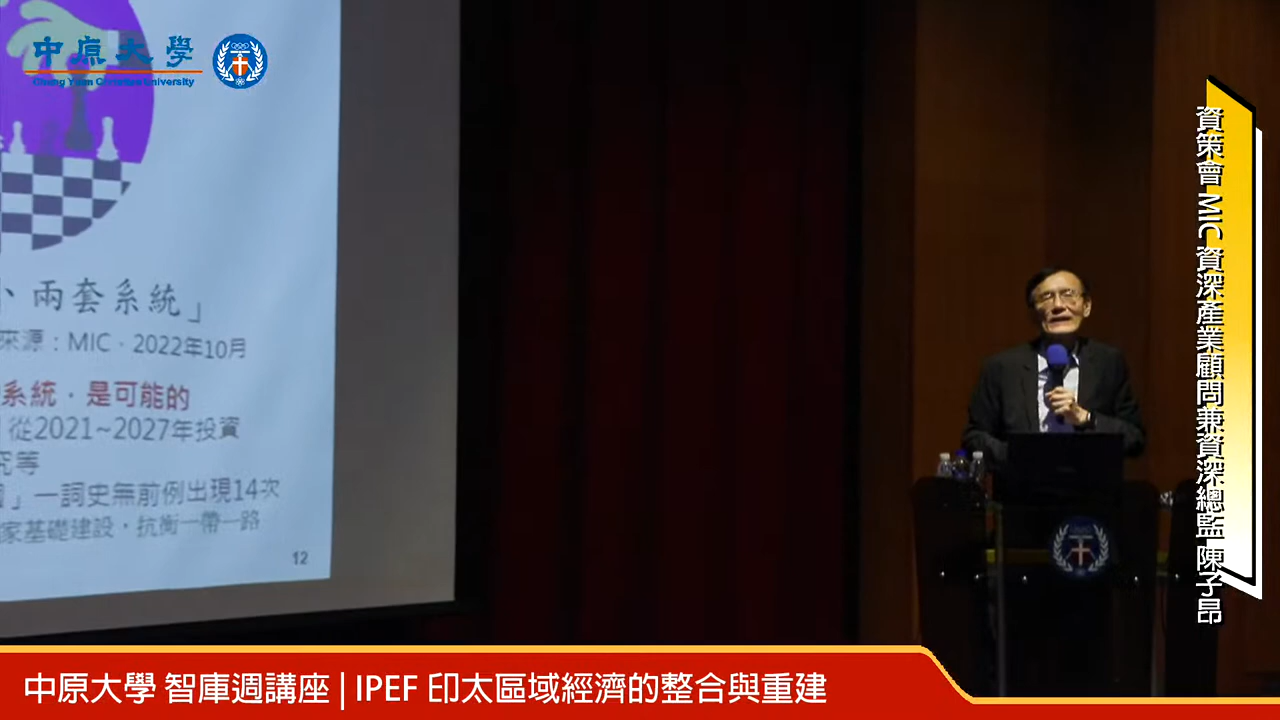 中原大學
Chung Yuan Christian University
、兩套系統」
來源：MIC，2022年10月
系統，是可能的
從2021~2027年投資
究等
」一詞史無前例出現14次
家基礎建設，抗衡一帶一路
12
資策會 MIC 資深產業顧問兼資深總監 陳子昂
中原大學 智庫週講座 | IPEF 印太區域經濟的整合與重建